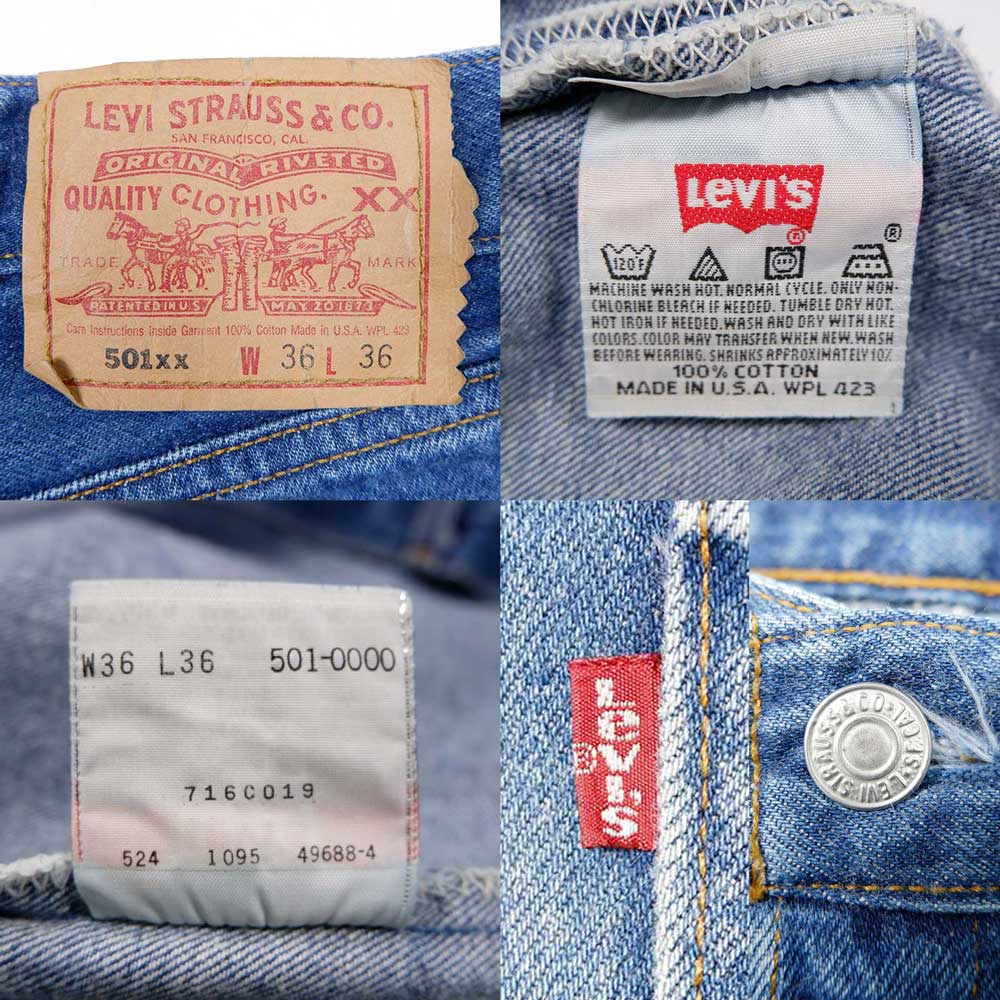 LEVI STRAUSS & CO.
SAN FRANCISCO, CAL.
ORIGINAL RIVETED
QUALITY CLOTHING. XX
TRADE MARK
PATENTED IN U.S. MAY 20 1873
Care Instructions Inside Garment 100% Cotton Made in U.S.A. WPL 423
501xx W 36 L 36
LEVI'S
®
®
120F
MACHINE WASH HOT. NORMAL CYCLE. ONLY NON-
CHLORINE BLEACH IF NEEDED. TUMBLE DRY HOT.
HOT IRON IF NEEDED. WASH AND DRY WITH LIKE
COLORS. COLOR MAY TRANSFER WHEN NEW. WASH
BEFORE WEARING. SHRINKS APPROXIMATELY 10%
100% COTTON
MADE IN U.S.A. WPL 423
W36 L36 501-0000
716C019
524 1095 49688-4
LEVI'S
®
LEVI STRAUSS & CO. S.F. CAL.